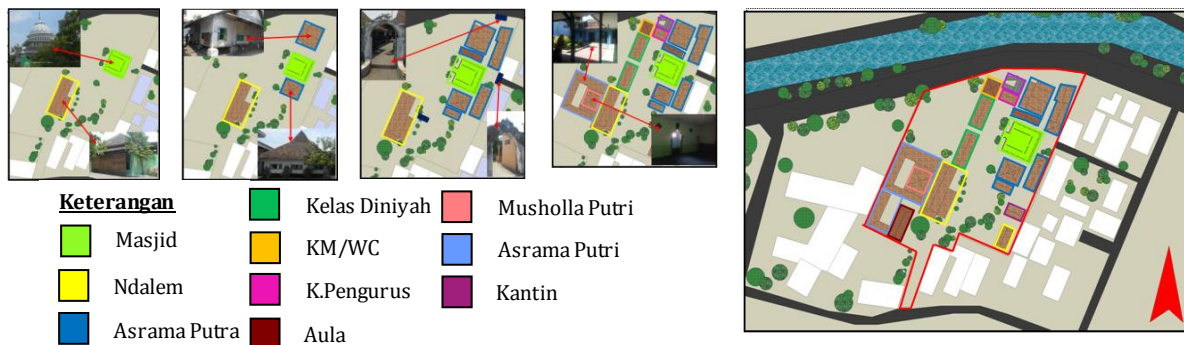 Keterangan
Masjid
Ndalem
Asrama Putra
Kelas Diniyah
KM/WC
K.Pengurus
Aula
Musholla Putri
Asrama Putri
Kantin